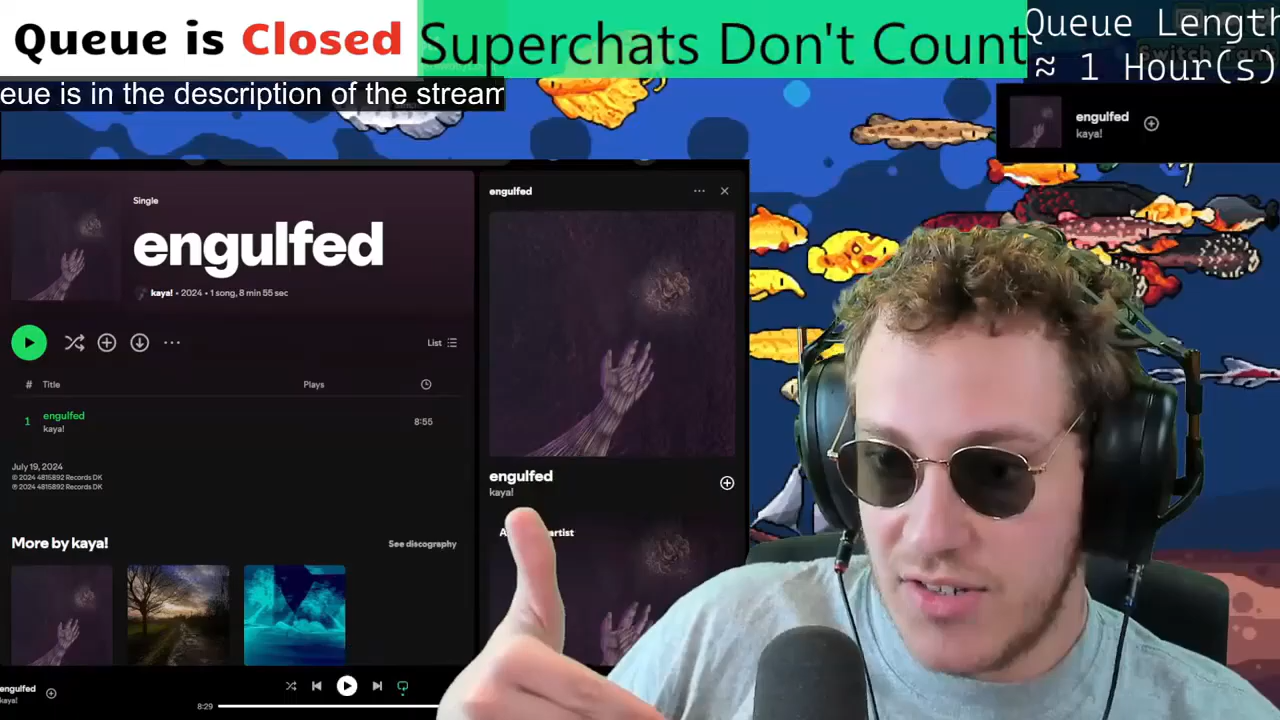 Queue is Closed
Superchats Don't Count
Queue Length
≈ 1 Hour(s)
eue is in the description of the stream
engulfed
kaya!
Single
engulfed
kaya! • 2024 • 1 song, 8 min 55 sec
List
# Title Plays
1 engulfed 8:55
kaya!
July 19, 2024
© 2024 4815892 Records DK
℗ 2024 4815892 Records DK
More by kaya!
See discography
engulfed
engulfed
kaya!
artist
engulfed
kaya!
8:29